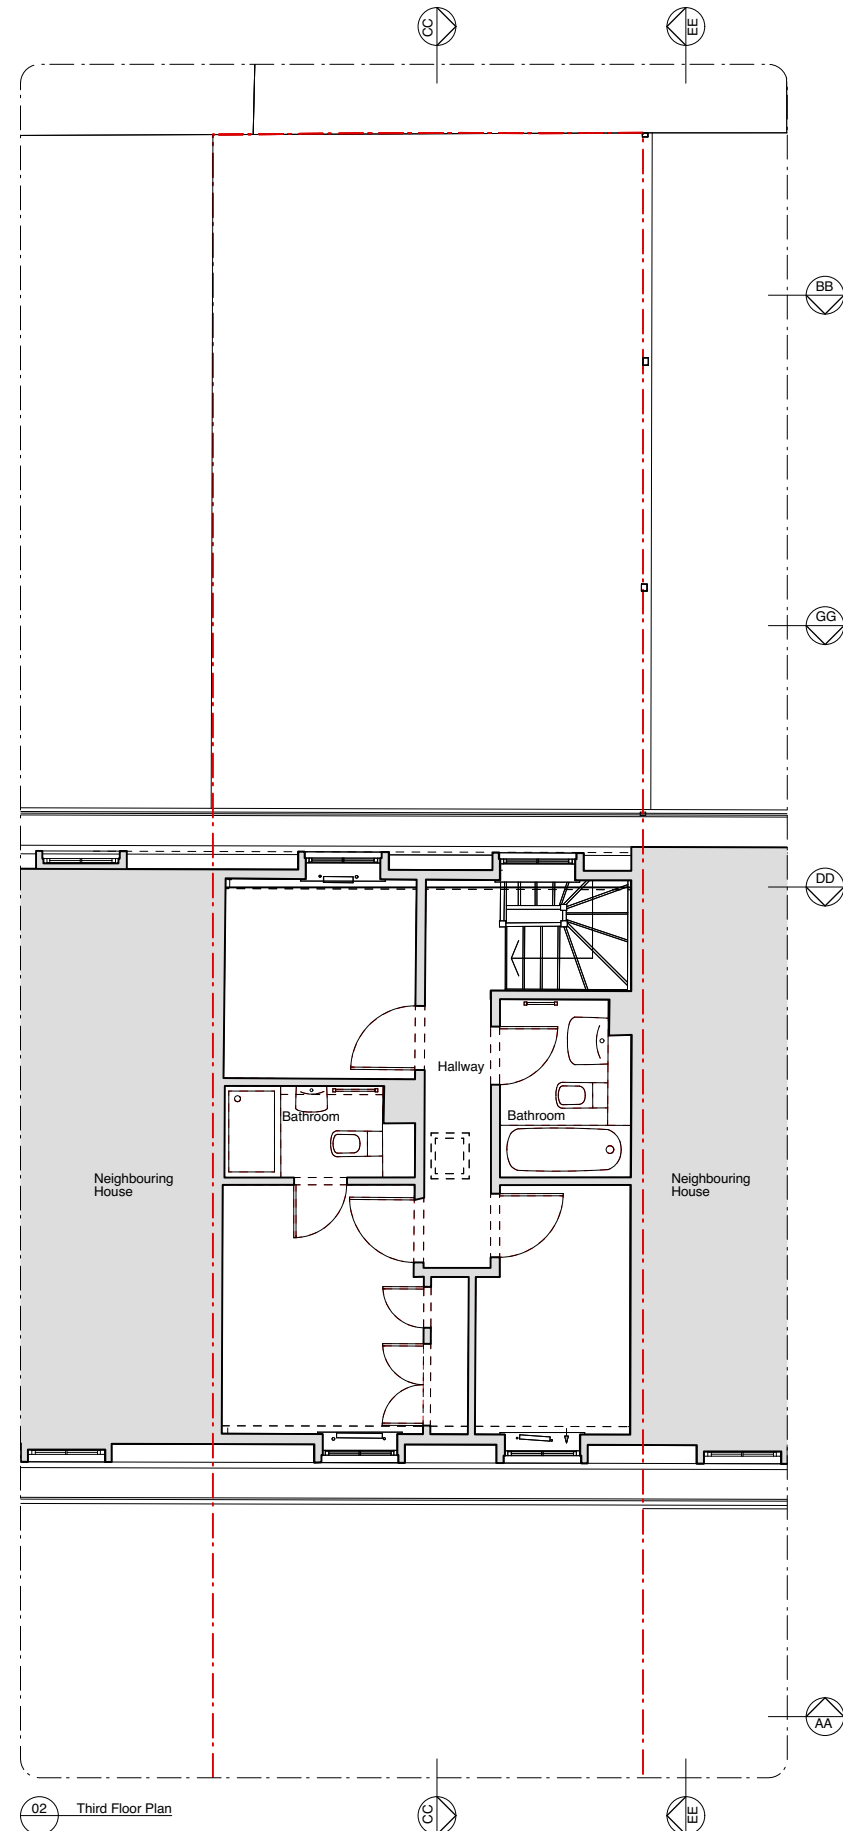 CC
EE
BB
GG
DD
Hallway
Bathroom
Bathroom
Neighbouring
House
Neighbouring
House
AA
02
Third Floor Plan
CC
EE